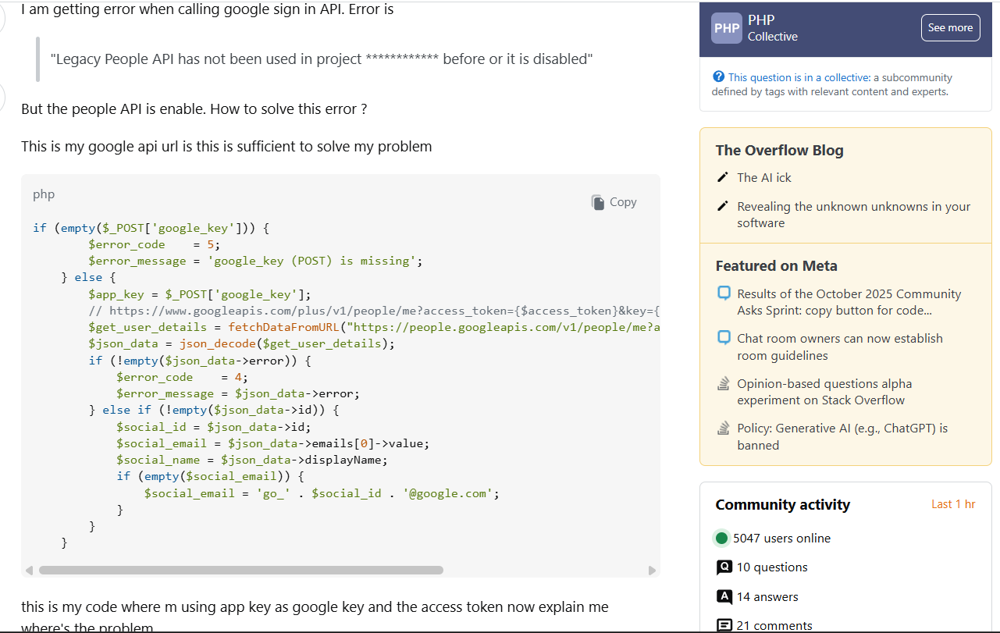 I am getting error when calling google sign in API. Error is
"Legacy People API has not been used in project ************ before or it is disabled"
But the people API is enable. How to solve this error ?
This is my google api url is this is sufficient to solve my problem
php
Copy
if (empty($_POST['google_key'])) {
        $error_code    = 5;
        $error_message = 'google_key (POST) is missing';
    } else {
        $app_key = $_POST['google_key'];
        // https://www.googleapis.com/plus/v1/people/me?access_token={$access_token}&key={
        $get_user_details = fetchDataFromURL("https://people.googleapis.com/v1/people/me?a
        $json_data = json_decode($get_user_details);
        if (!empty($json_data->error)) {
            $error_code    = 4;
            $error_message = $json_data->error;
        } else if (!empty($json_data->id)) {
            $social_id = $json_data->id;
            $social_email = $json_data->emails[0]->value;
            $social_name = $json_data->displayName;
            if (empty($social_email)) {
                $social_email = 'go_' . $social_id . '@google.com';
            }
        }
    }
this is my code where m using app key as google key and the access token now explain me
where's the problem
PHP
PHP
Collective
See more
This question is in a collective: a subcommunity
defined by tags with relevant content and experts.
The Overflow Blog
The AI ick
Revealing the unknown unknowns in your
software
Featured on Meta
Results of the October 2025 Community
Asks Sprint: copy button for code...
Chat room owners can now establish
room guidelines
Opinion-based questions alpha
experiment on Stack Overflow
Policy: Generative AI (e.g., ChatGPT) is
banned
Community activity
Last 1 hr
5047 users online
Q 10 questions
A 14 answers
21 comments